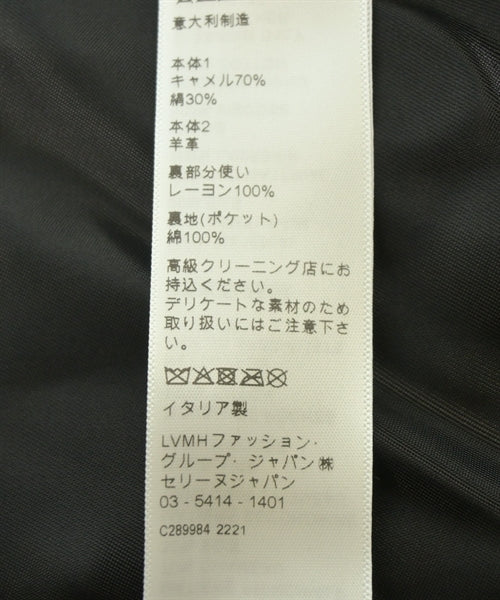 意大利制造
本体1
キャメル70%
絹30%
本体2
羊革
裏部分使い
レーヨン100%
裏地(ポケット)
綿100%
高級クリーニング店にお
持込ください。
デリケートな素材のため
取り扱いにはご注意下さ
い。
イタリア製
LVMHファッション・
グループ・ジャパン㈱
セリーヌジャパン
03 - 5414 - 1401
C289984 2221